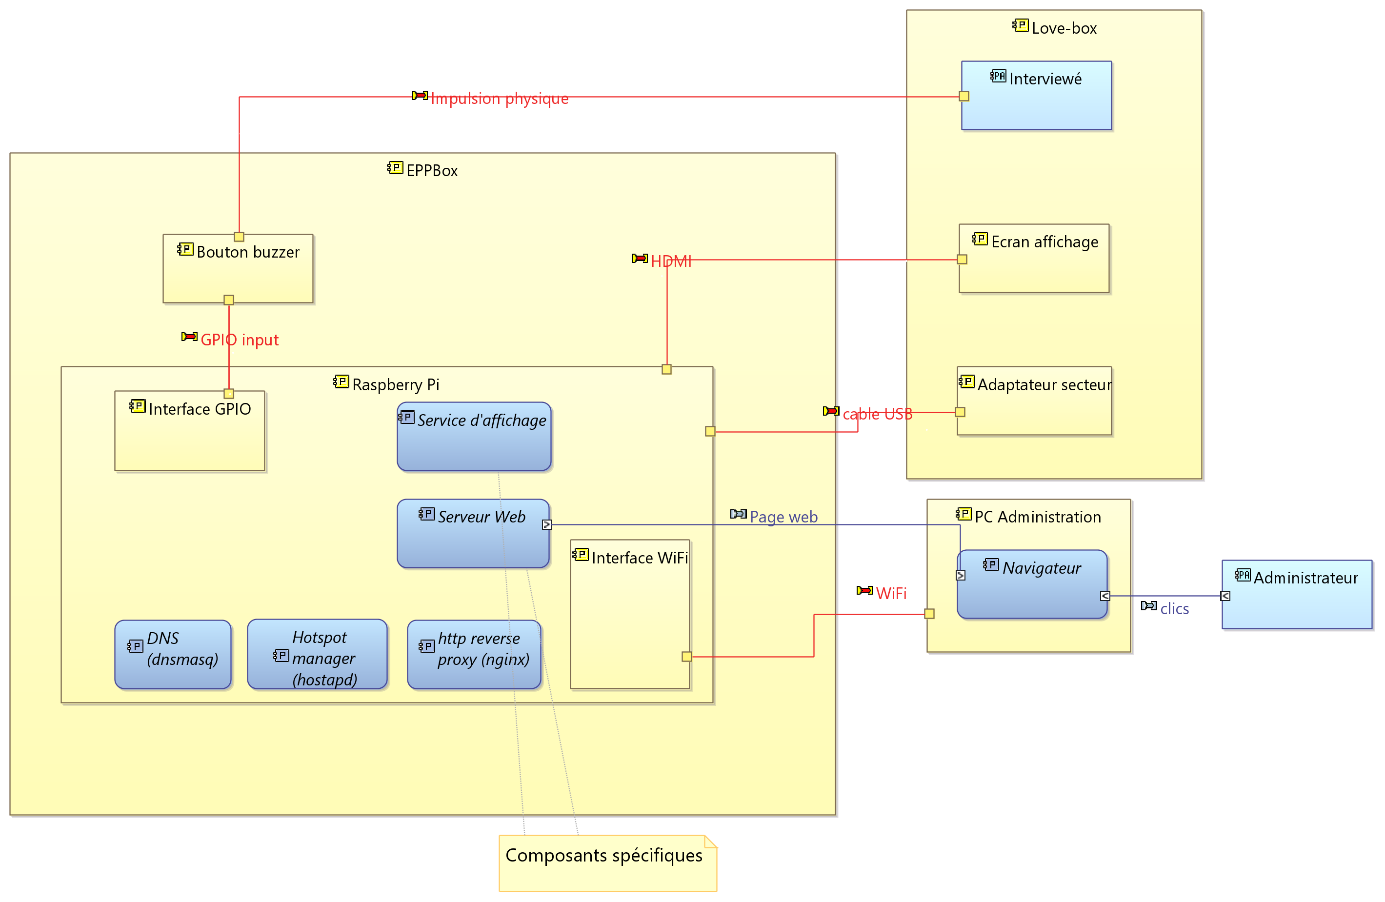 Love-box
Interviewé
Impulsion physique
EPPBox
Bouton buzzer
Ecran affichage
HDMI
GPIO input
Raspberry Pi
Adaptateur secteur
Interface GPIO
Service d'affichage
cable USB
Serveur Web
Page web
PC Administration
Interface WiFi
Navigateur
Administrateur
WiFi
clics
DNS
(dnsmasq)
Hotspot
manager
(hostapd)
http reverse
proxy (nginx)
Composants spécifiques